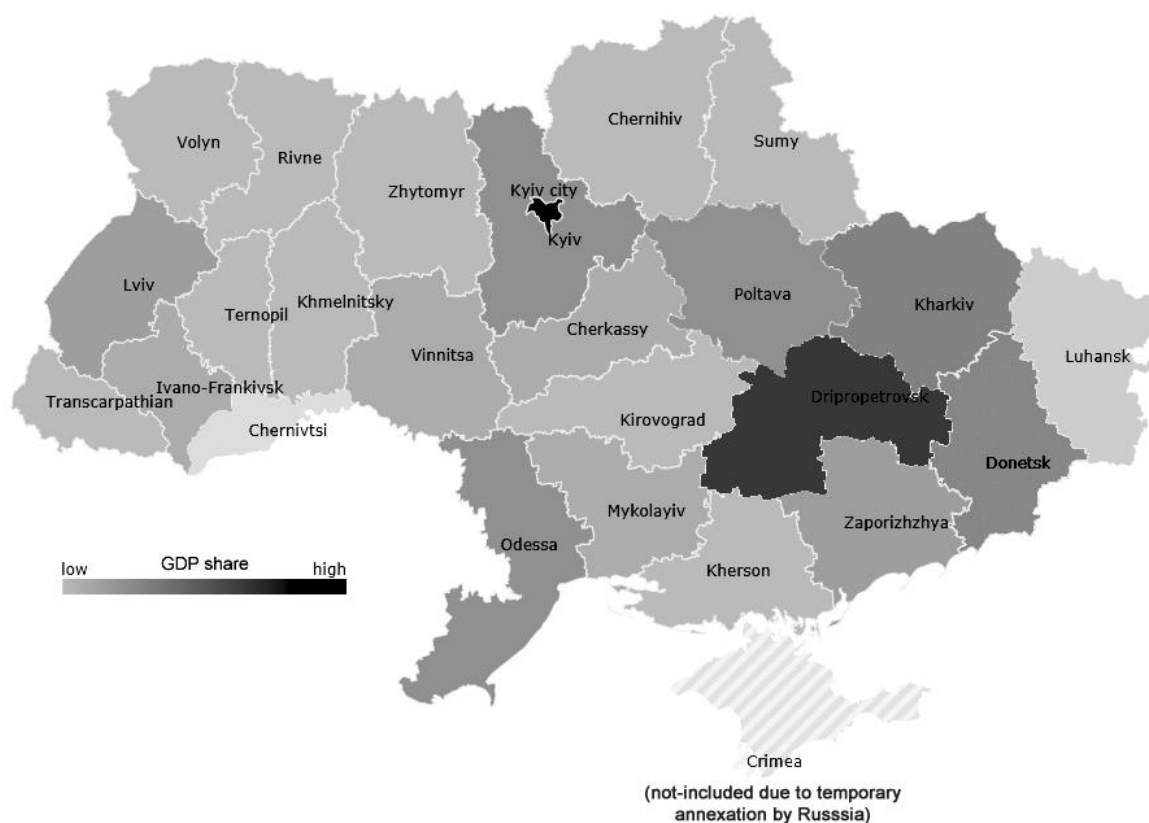 Chernihiv
Volyn
Sumy
Rivne
Kyiv city
Zhytomyr
Kyiv
Lviv
Poltava
Khmelnitsky
Kharkiv
Ternopil
Cherkassy
Vinnitsa
Luhansk
Ivano-Frankivsk
Transcarpathian
Dripropetrovsk
Kirovograd
Chernivtsi
Donetsk
Mykolayiv
Zaporizhzhya
Odessa
GDP share
low high
Kherson
Crimea
(not-included due to temporary
annexation by Russsia)